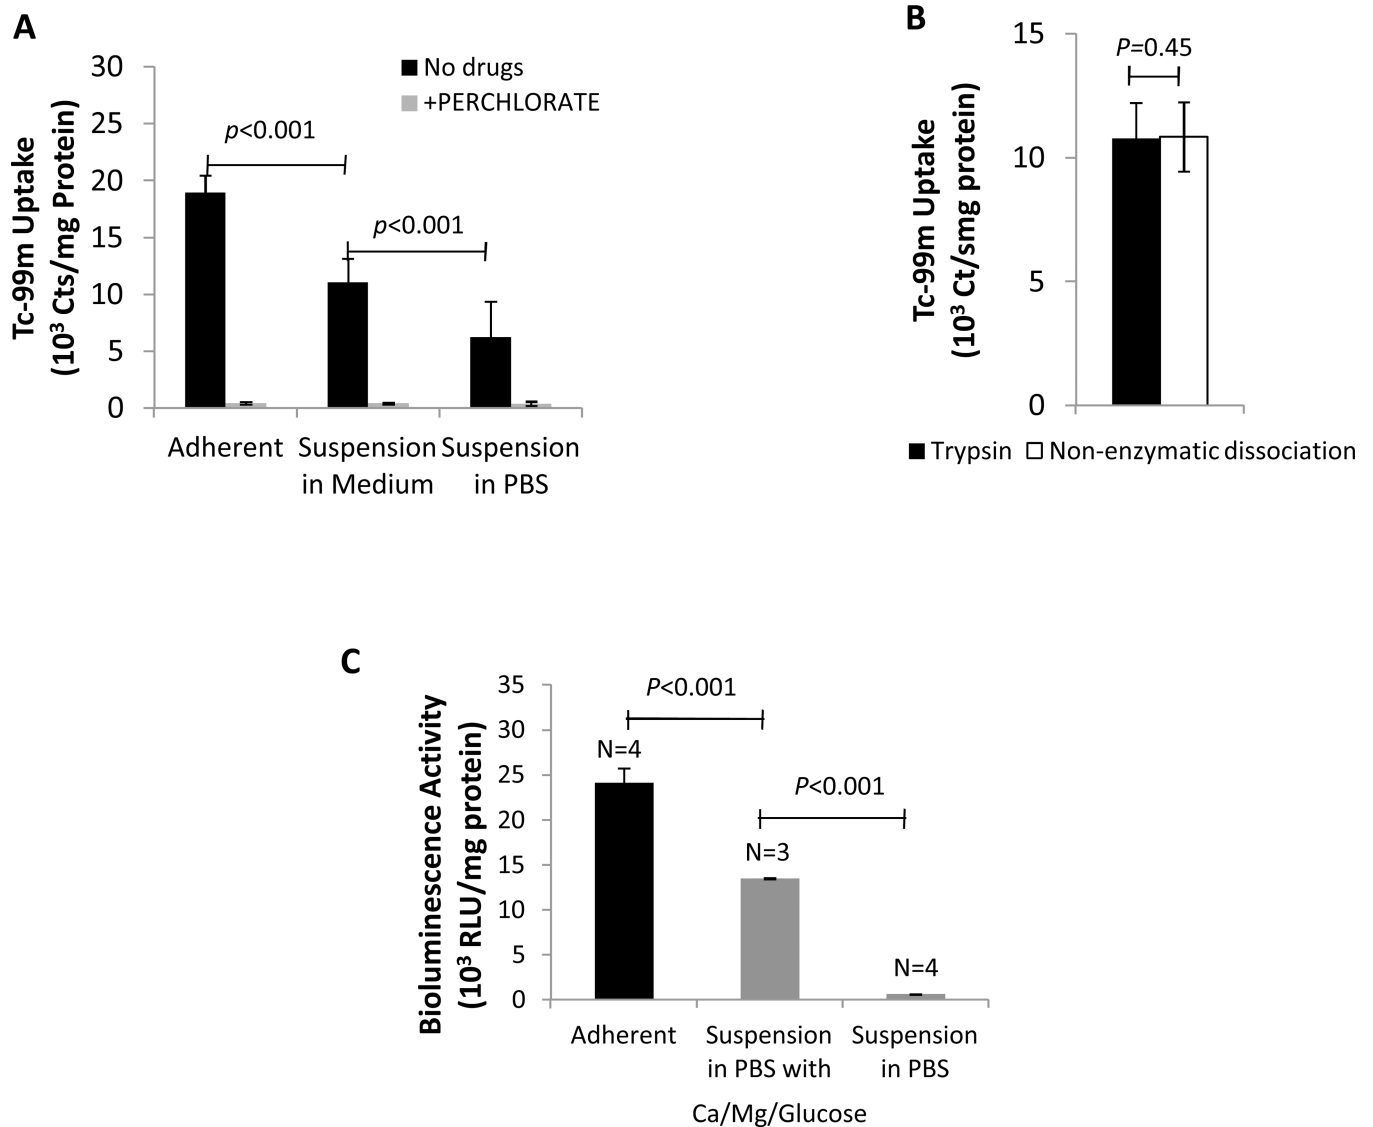 A
Tc-99m Uptake
(10³ Cts/mg Protein)
30
25
20
15
10
5
0
No drugs
+PERCHLORATE
p<0.001
p<0.001
Adherent
Suspension
in Medium
Suspension
in PBS
B
Tc-99m Uptake
(10³ Ct/smg protein)
15
10
5
0
P=0.45
Trypsin
Non-enzymatic dissociation
C
Bioluminescence Activity
(10³ RLU/mg protein)
35
30
25
20
15
10
5
0
P<0.001
N=4
P<0.001
N=3
N=4
Adherent
Suspension
in PBS with
Ca/Mg/Glucose
Suspension
in PBS